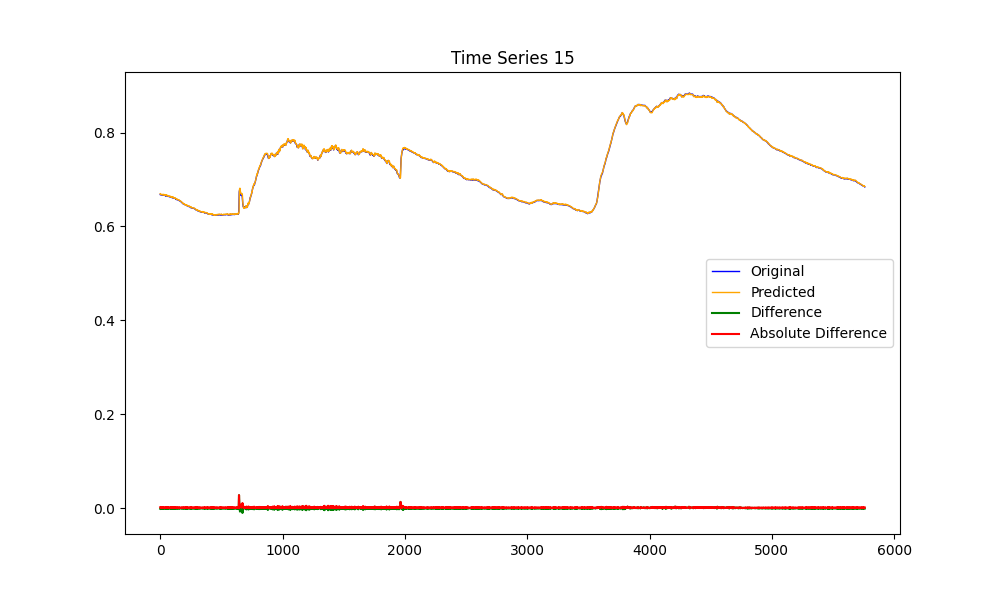 Time Series 15
0.8
0.6
0.4
0.2
0.0
Original
Predicted
Difference
Absolute Difference
0 1000 2000 3000 4000 5000 6000